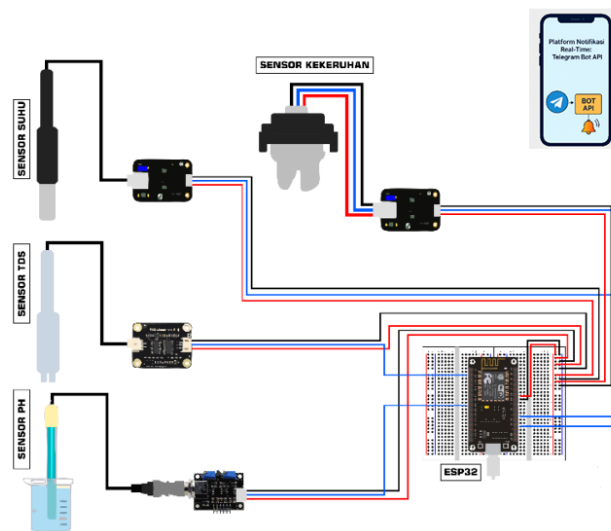 Platform Notifikasi
Real-Time:
Telegram Bot API
BOT
API
SENSOR KEKERUHAN
SENSOR SUHU
SENSOR TDS
SENSOR PH
ESP32